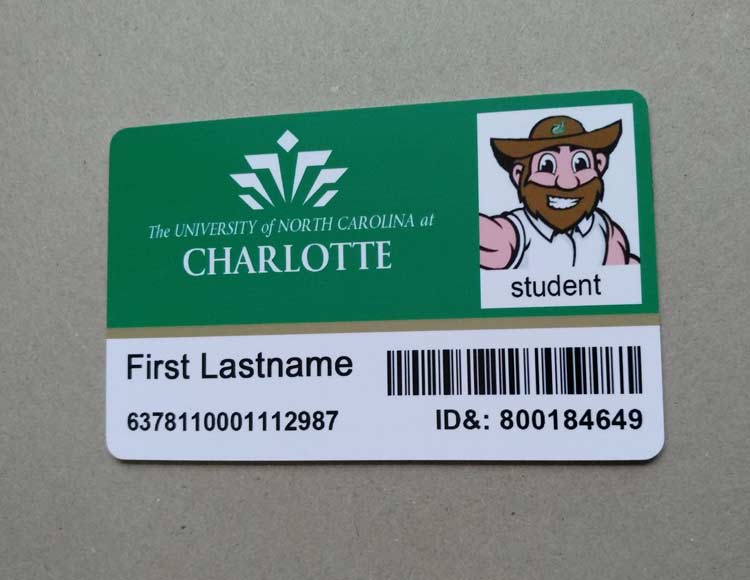 The UNIVERSITY of NORTH CAROLINA at
CHARLOTTE
student
First Lastname
6378110001112987
ID&: 800184649